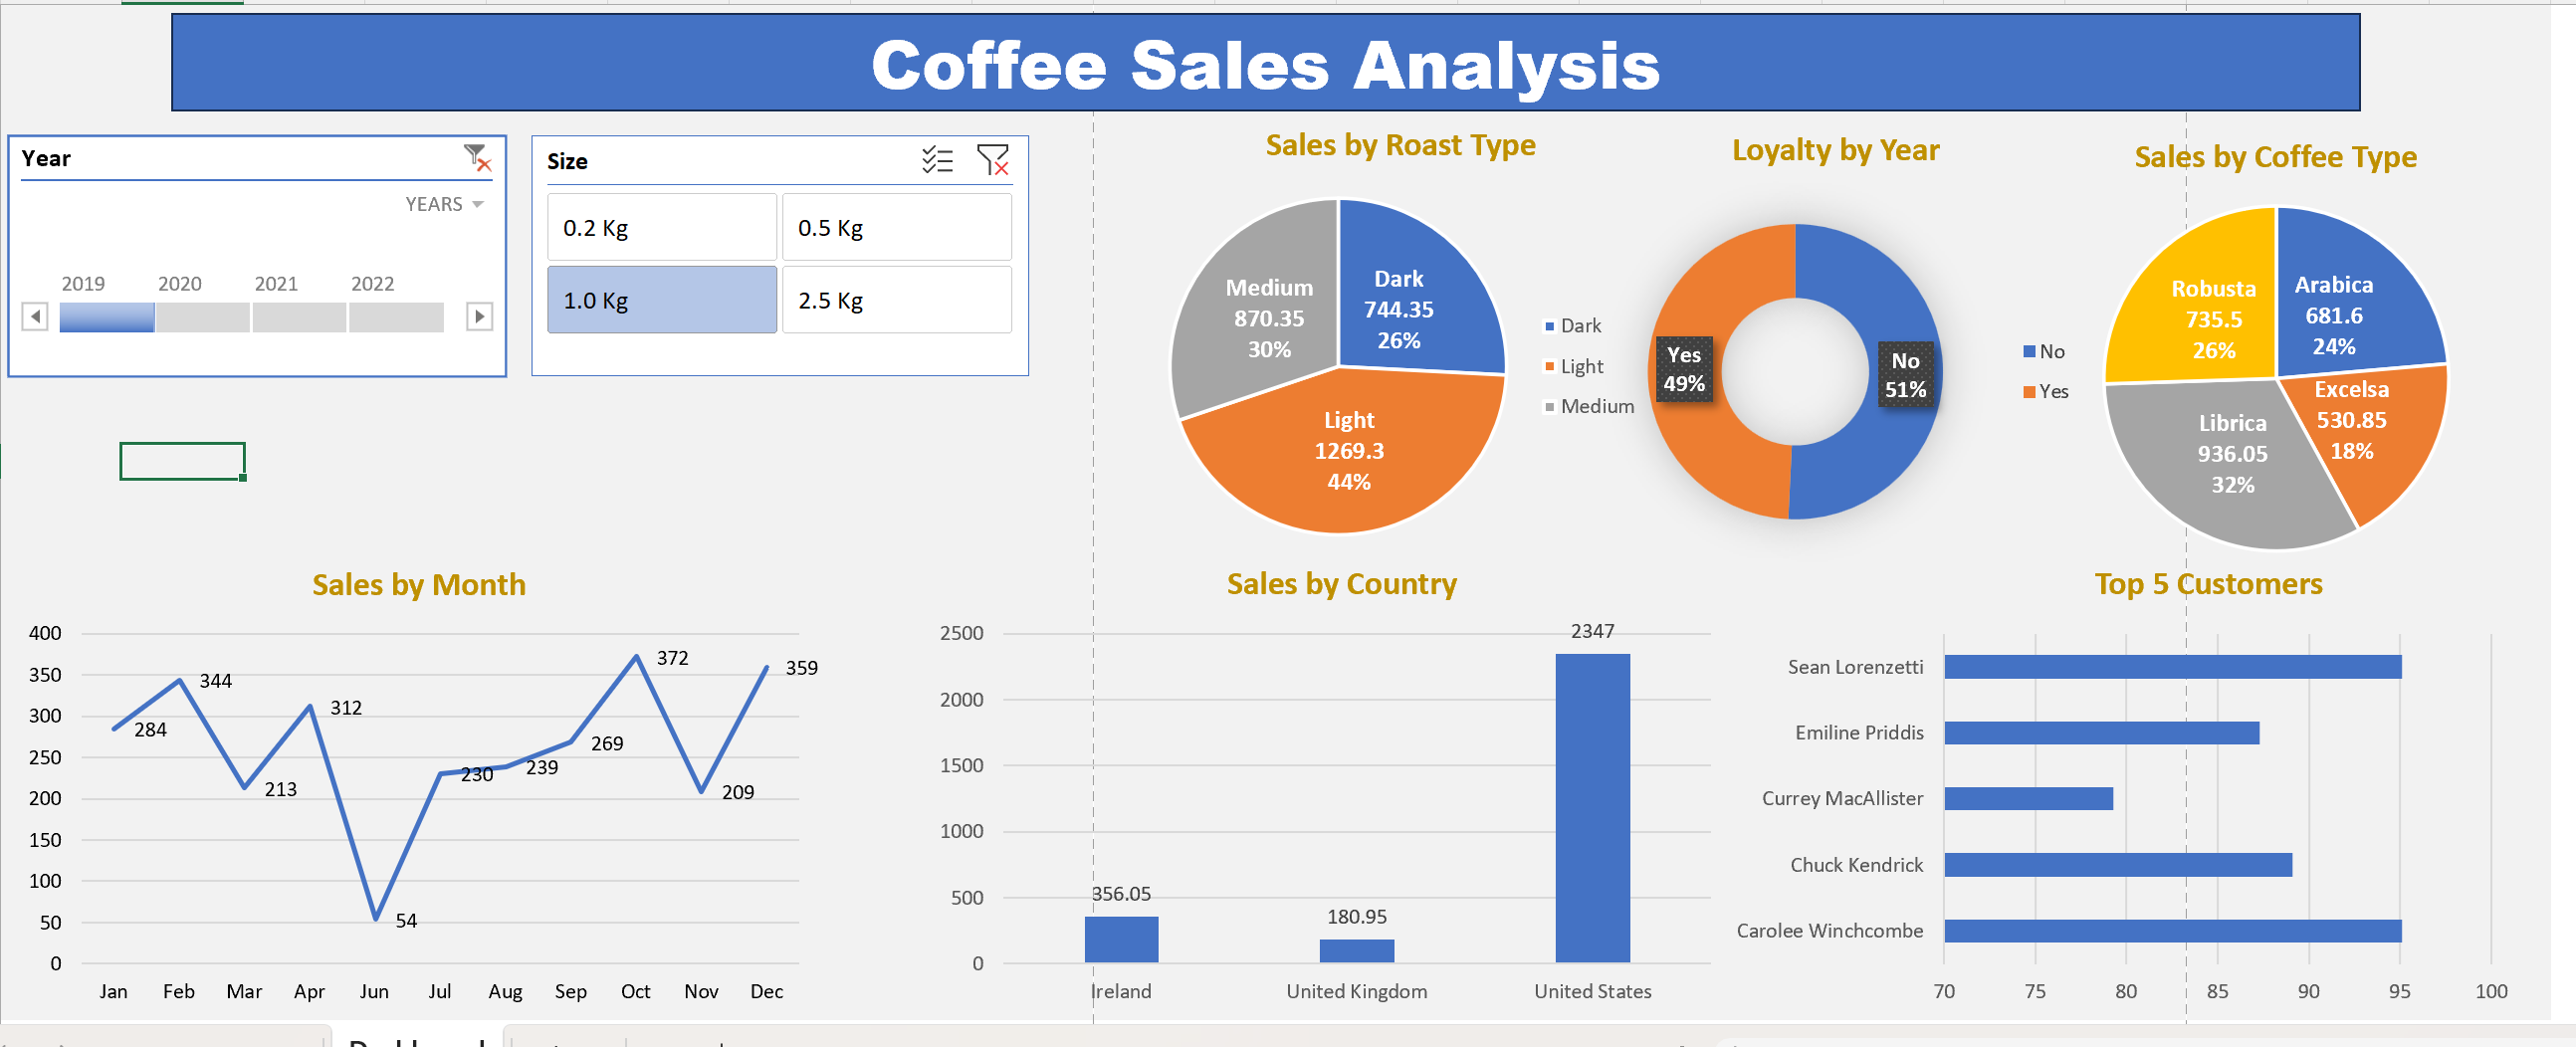 Coffee Sales Analysis
Year
YEARS
2019 2020 2021 2022
Size
0.2 Kg 0.5 Kg
1.0 Kg 2.5 Kg
Sales by Roast Type
Medium
870.35
30%
Dark
744.35
26%
Light
1269.3
44%
Dark
Light
Medium
Loyalty by Year
Yes
49%
No
51%
No
Yes
Sales by Coffee Type
Robusta
735.5
26%
Arabica
681.6
24%
Librica
936.05
32%
Excelsa
530.85
18%
Sales by Month
400
350
300
250
200
150
100
50
0
284
344
213
312
54
230
239
269
372
209
359
Jan Feb Mar Apr Jun Jul Aug Sep Oct Nov Dec
Sales by Country
2500
2000
1500
1000
500
0
356.05
180.95
2347
Ireland United Kingdom United States
Top 5 Customers
Sean Lorenzetti
Emiline Priddis
Currey MacAllister
Chuck Kendrick
Carolee Winchcombe
70 75 80 85 90 95 100